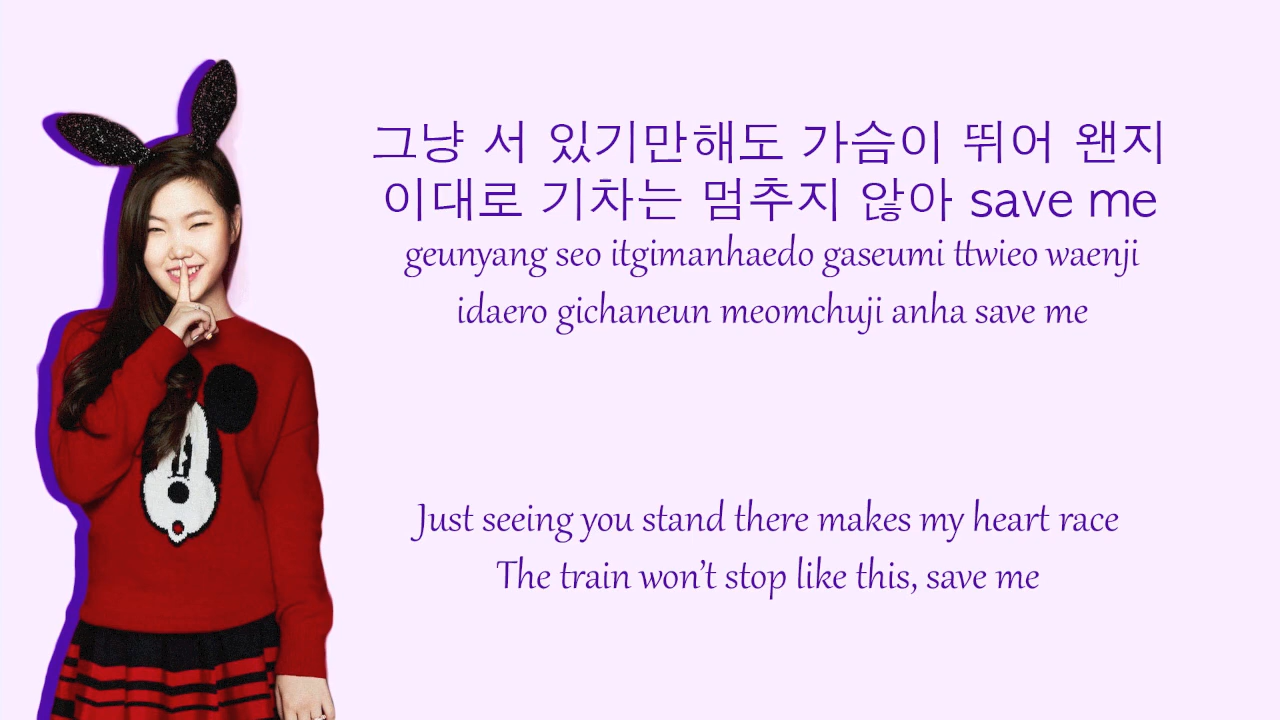 그냥 서 있기만해도 가슴이 뛰어 왠지
이대로 기차는 멈추지 않아 save me
geunyang seo itgimanhaedo gaseumi ttwieo waenji
idaero gichaneun meomchuji anha save me
Just seeing you stand there makes my heart race
The train won't stop like this, save me